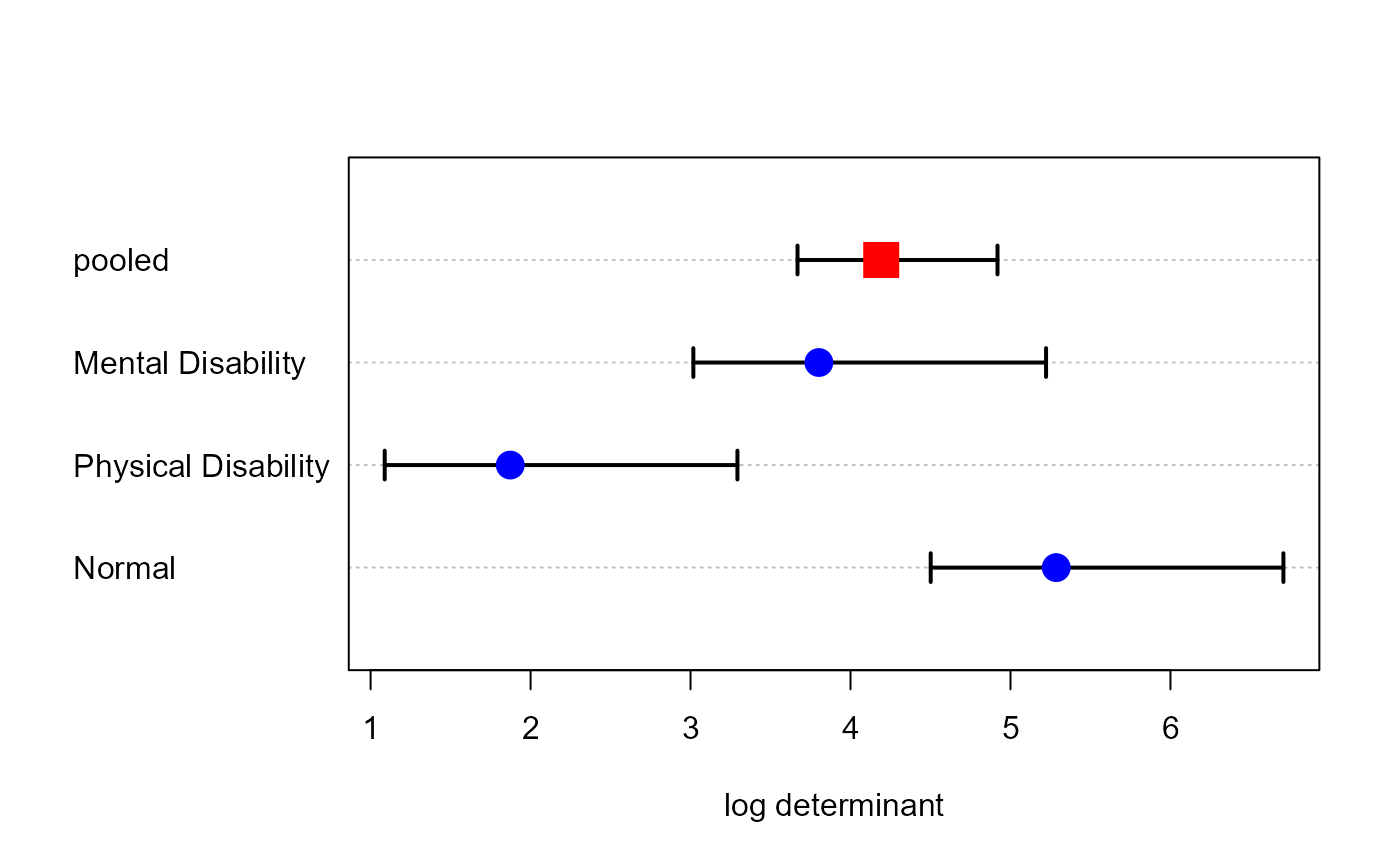 pooled
Mental Disability
Physical Disability
Normal
1 2 3 4 5 6
log determinant